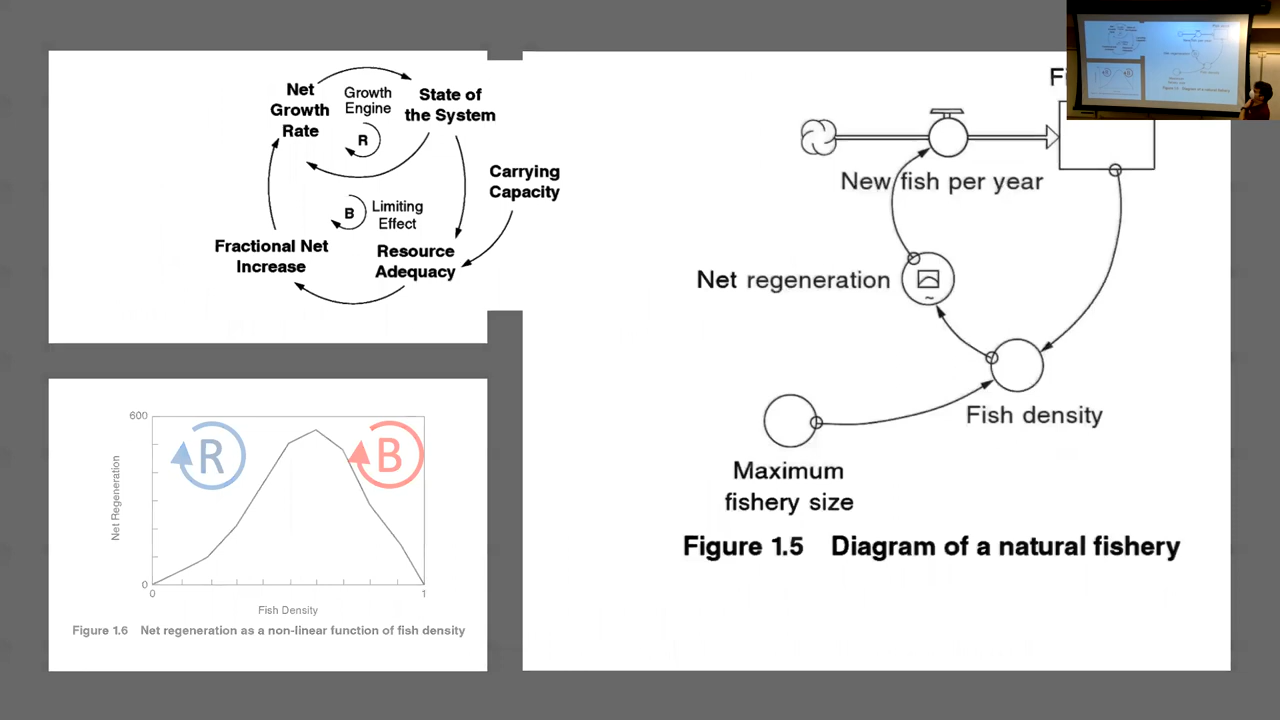 Net
Growth
Rate
Growth
Engine
R
State of
the System
Carrying
Capacity
B
Limiting
Effect
Fractional Net
Increase
Resource
Adequacy
600
R
B
Net Regeneration
0
0
1
Fish Density
Figure 1.6 Net regeneration as a non-linear function of fish density
New fish per year
Net regeneration
~
Fish density
Maximum
fishery size
Figure 1.5 Diagram of a natural fishery